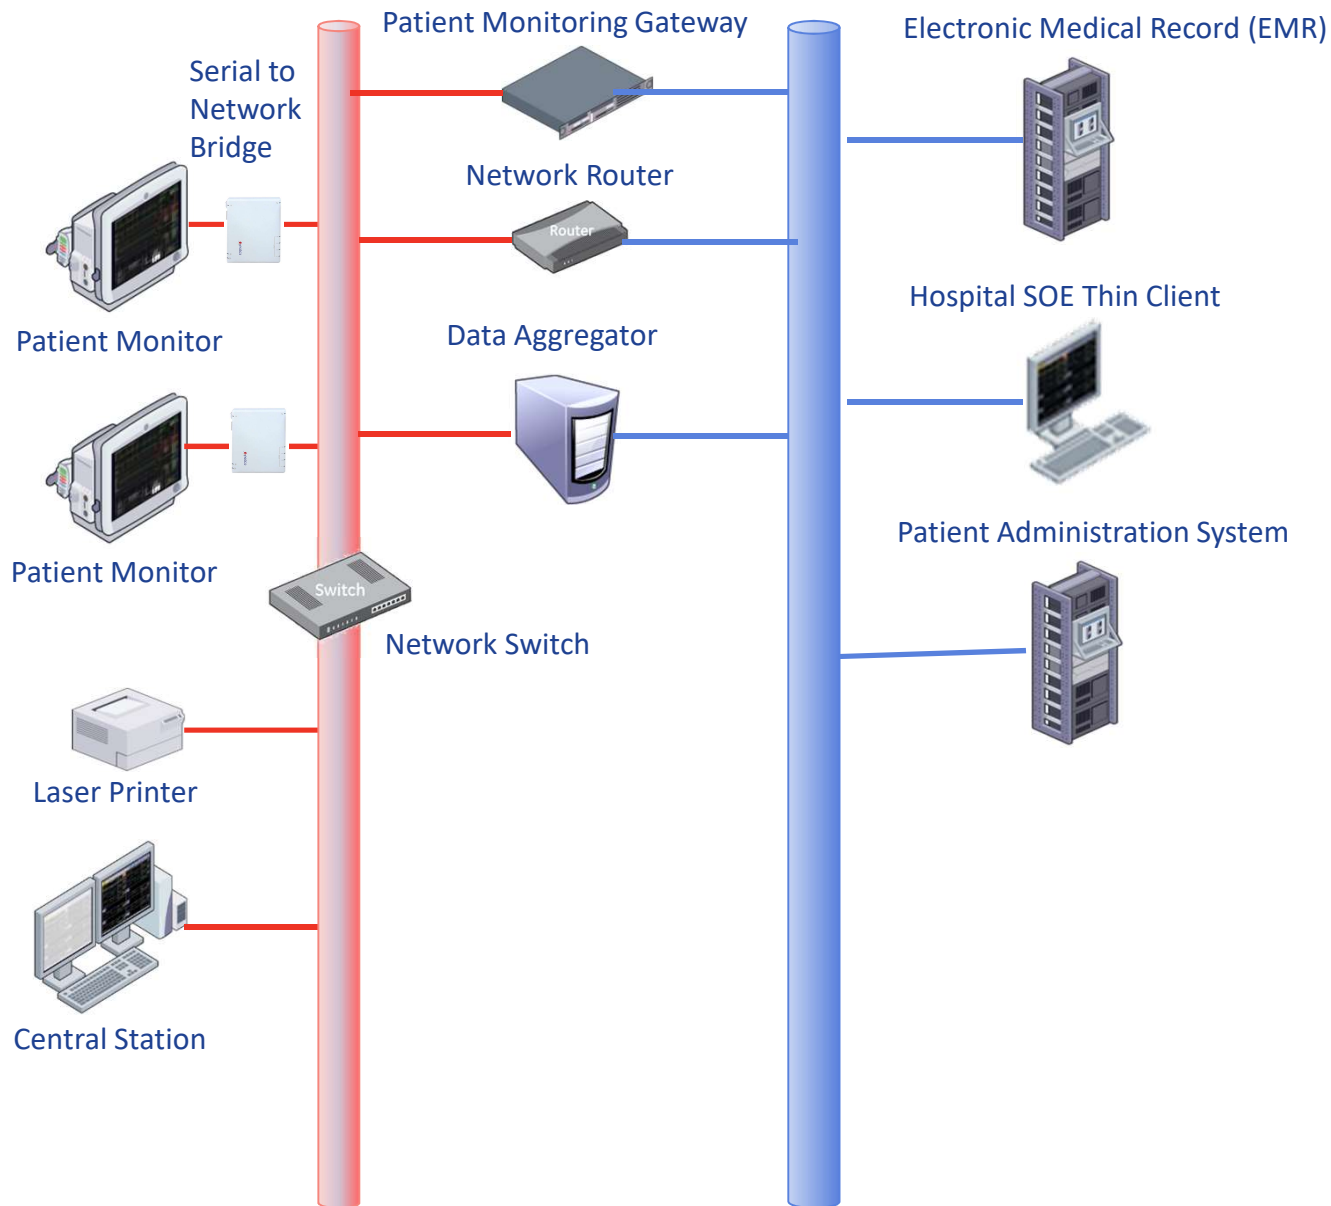 Patient Monitoring Gateway
Electronic Medical Record (EMR)
Serial to
Network
Bridge
Network Router
Router
Hospital SOE Thin Client
Patient Monitor
Data Aggregator
Patient Administration System
Patient Monitor
Switch
Network Switch
Laser Printer
Central Station